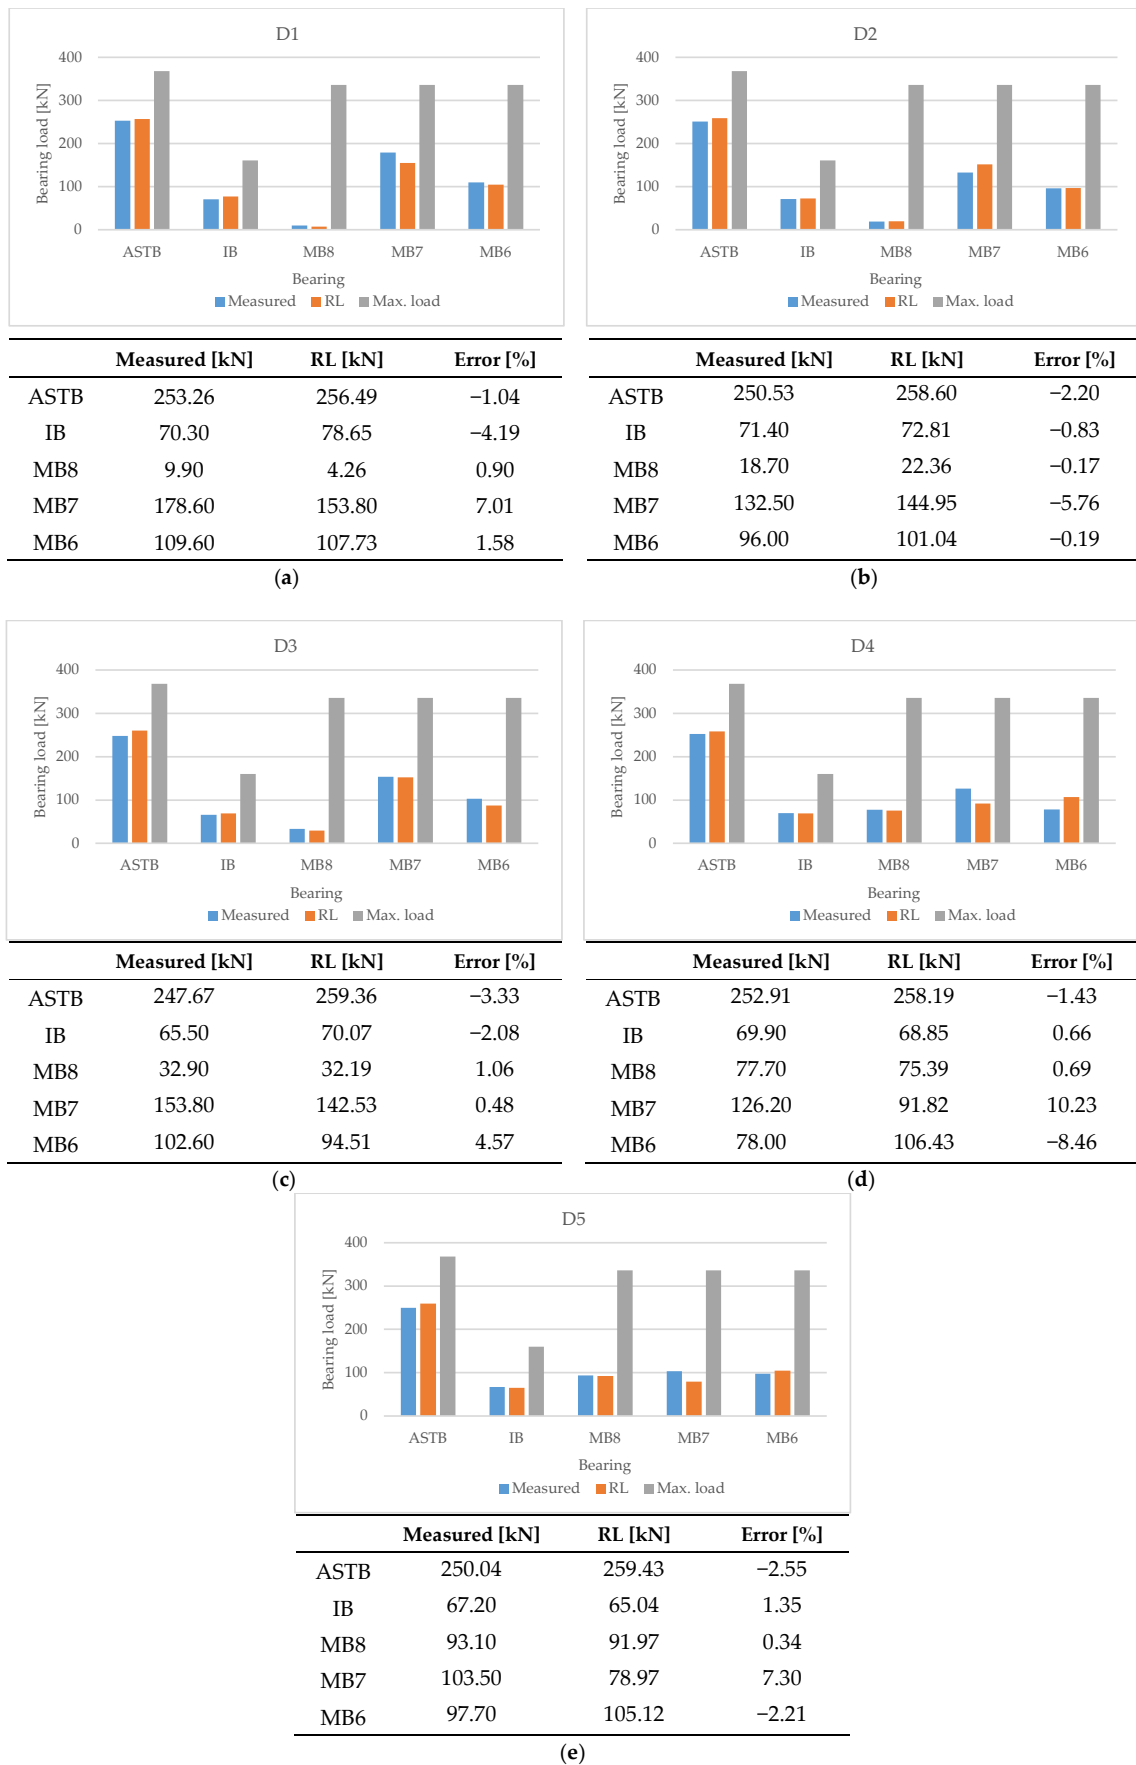 D1
400
300
200
100
0
Bearing load [kN]
ASTB IB MB8 MB7 MB6
Bearing
Measured RL Max. load
Measured [kN] RL [kN] Error [%]
ASTB 253.26 256.49 −1.04
IB 70.30 78.65 −4.19
MB8 9.90 4.26 0.90
MB7 178.60 153.80 7.01
MB6 109.60 107.73 1.58
(a)
D2
400
300
200
100
0
Bearing load [kN]
ASTB IB MB8 MB7 MB6
Bearing
Measured RL Max. load
Measured [kN] RL [kN] Error [%]
ASTB 250.53 258.60 −2.20
IB 71.40 72.81 −0.83
MB8 18.70 22.36 −0.17
MB7 132.50 144.95 −5.76
MB6 96.00 101.04 −0.19
(b)
D3
400
300
200
100
0
Bearing load [kN]
ASTB IB MB8 MB7 MB6
Bearing
Measured RL Max. load
Measured [kN] RL [kN] Error [%]
ASTB 247.67 259.36 −3.33
IB 65.50 70.07 −2.08
MB8 32.90 32.19 1.06
MB7 153.80 142.53 0.48
MB6 102.60 94.51 4.57
(c)
D4
400
300
200
100
0
Bearing load [kN]
ASTB IB MB8 MB7 MB6
Bearing
Measured RL Max. load
Measured [kN] RL [kN] Error [%]
ASTB 252.91 258.19 −1.43
IB 69.90 68.85 0.66
MB8 77.70 75.39 0.69
MB7 126.20 91.82 10.23
MB6 78.00 106.43 −8.46
(d)
D5
400
300
200
100
0
Bearing load [kN]
ASTB IB MB8 MB7 MB6
Bearing
Measured RL Max. load
Measured [kN] RL [kN] Error [%]
ASTB 250.04 259.43 −2.55
IB 67.20 65.04 1.35
MB8 93.10 91.97 0.34
MB7 103.50 78.97 7.30
MB6 97.70 105.12 −2.21
(e)